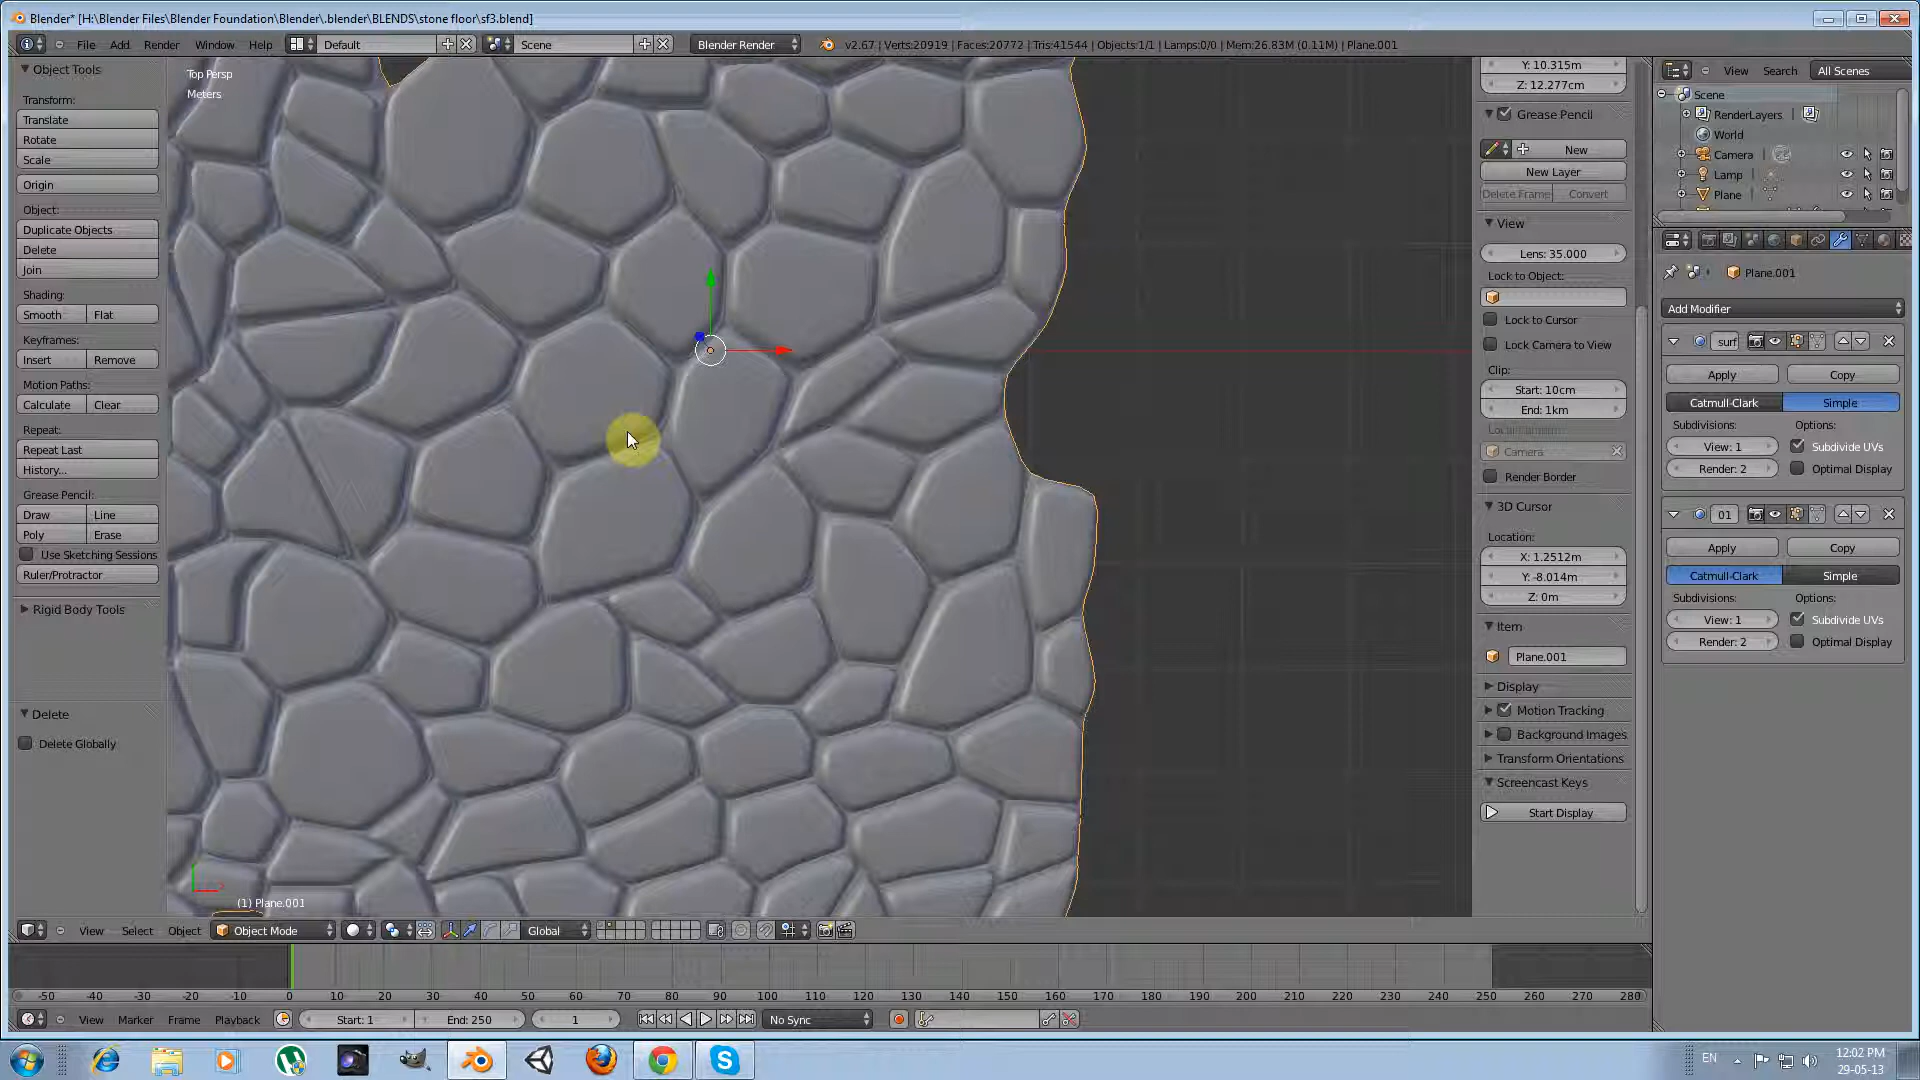 Blender* [H:\Blender Files\Blender Foundation\Blender\.blender\BLENDS\stone floor\sf3.blend]
File Add Render Window Help Default Scene Blender Render v2.67 | Verts:20919 | Faces:20772 | Tris:41544 | Objects:1/1 | Lamps:0/0 | Mem:26.83M (0.11M) | Plane.001
Object Tools
Transform:
Translate
Rotate
Scale
Origin
Object:
Duplicate Objects
Delete
Join
Shading:
Smooth Flat
Keyframes:
Insert Remove
Motion Paths:
Calculate Clear
Repeat:
Repeat Last
History...
Grease Pencil:
Draw Line
Poly Erase
Use Sketching Sessions
Ruler/Protractor
Rigid Body Tools
Delete
Delete Globally
Top Persp
Meters
(1) Plane.001
Y: 10.315m
Z: 12.277cm
Grease Pencil
New
New Layer
Delete Frame Convert
View
Lens: 35.000
Lock to Object:
Lock to Cursor
Lock Camera to View
Clip:
Start: 10cm
End: 1km
Camera
Render Border
3D Cursor
Location:
X: 1.2512m
Y: -8.014m
Z: 0m
Item
Plane.001
Display
Motion Tracking
Background Images
Transform Orientations
Screencast Keys
Start Display
View Search All Scenes
Scene
RenderLayers
World
Camera
Lamp
Plane
Plane.001
Add Modifier
surf
Apply Copy
Catmull-Clark Simple
Subdivisions: Options:
View: 1 Subdivide UVs
Render: 2 Optimal Display
01
Apply Copy
Catmull-Clark Simple
Subdivisions: Options:
View: 1 Subdivide UVs
Render: 2 Optimal Display
View Select Object Object Mode Global
-50 -40 -30 -20 -10 0 10 20 30 40 50 60 70 80 90 100 110 120 130 140 150 160 170 180 190 200 210 220 230 240 250 260 270 280
View Marker Frame Playback Start: 1 End: 250 1 No Sync
EN 12:02 PM
29-05-13